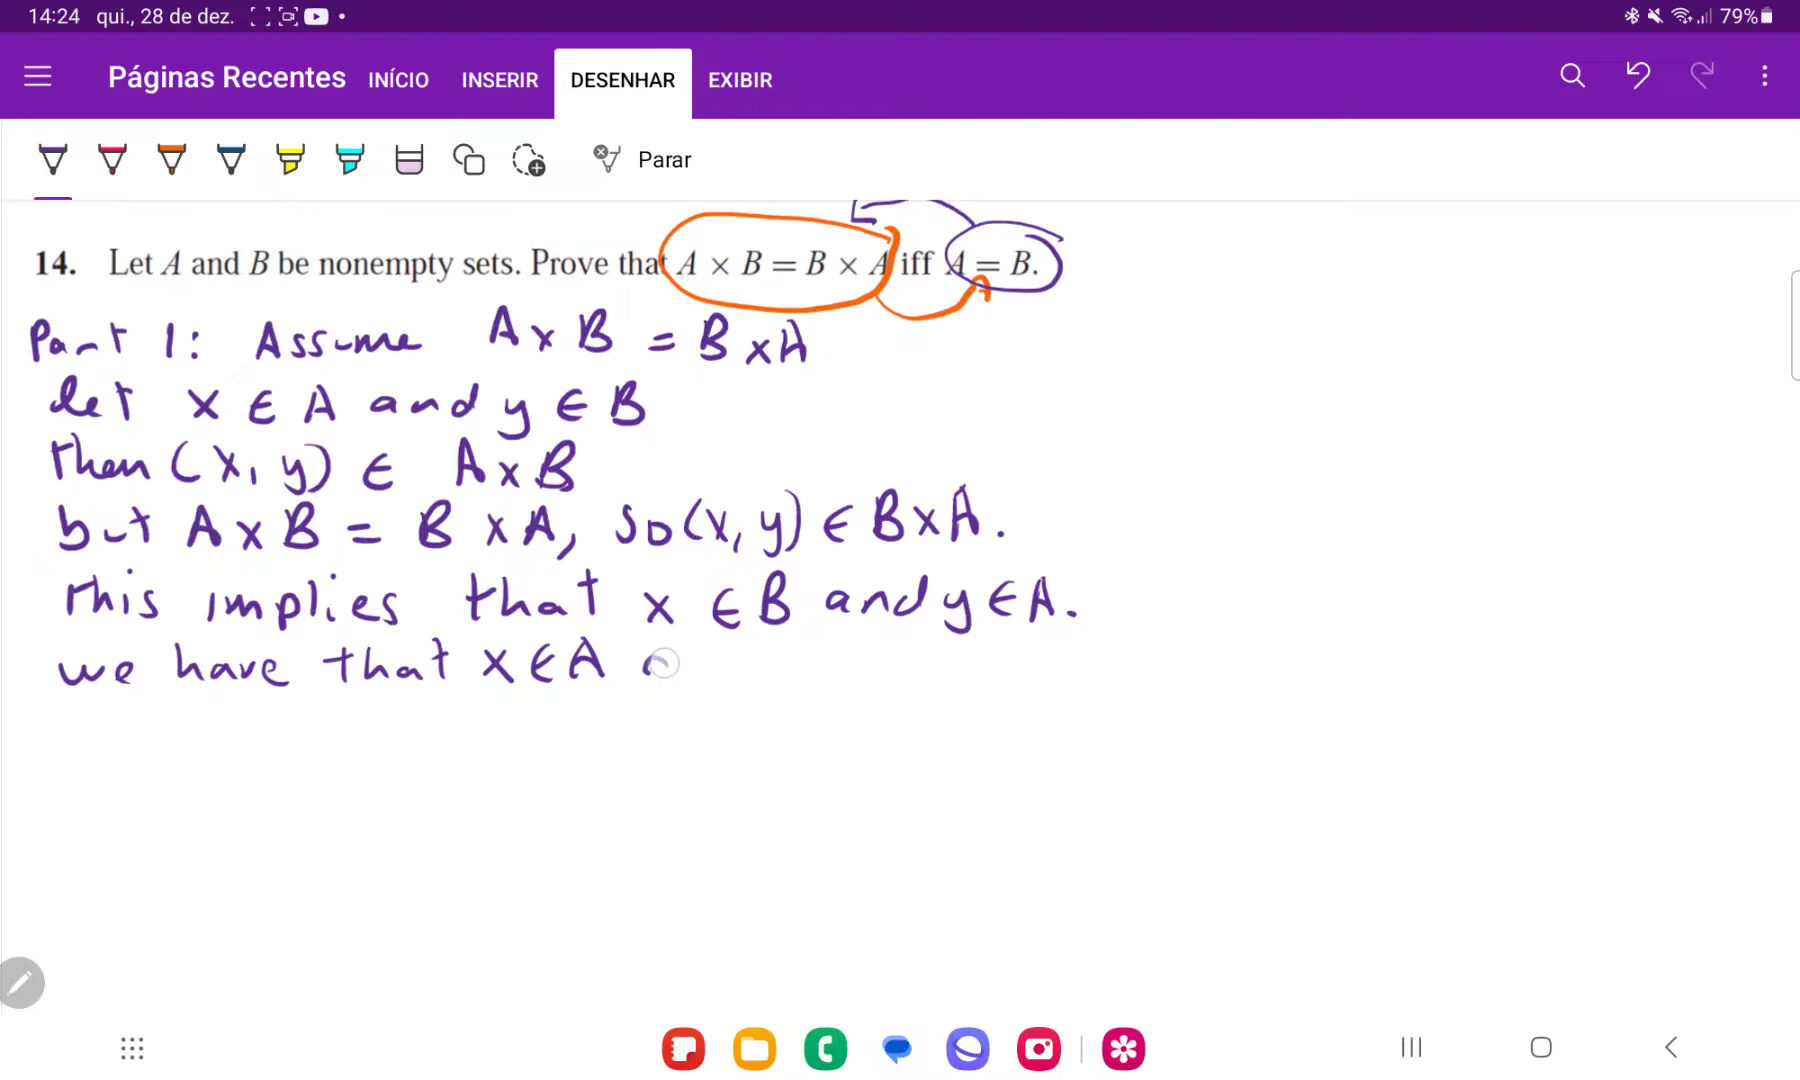 14:24 qui., 28 de dez. 79%
Páginas Recentes INÍCIO INSERIR DESENHAR EXIBIR
Parar
14. Let A and B be nonempty sets. Prove that A × B = B × A iff A = B.
Part 1: Assume A × B = B × A
let x ∈ A and y ∈ B
then (x, y) ∈ A × B
but A × B = B × A, so (x, y) ∈ B × A.
this implies that x ∈ B and y ∈ A.
we have that x ∈ A